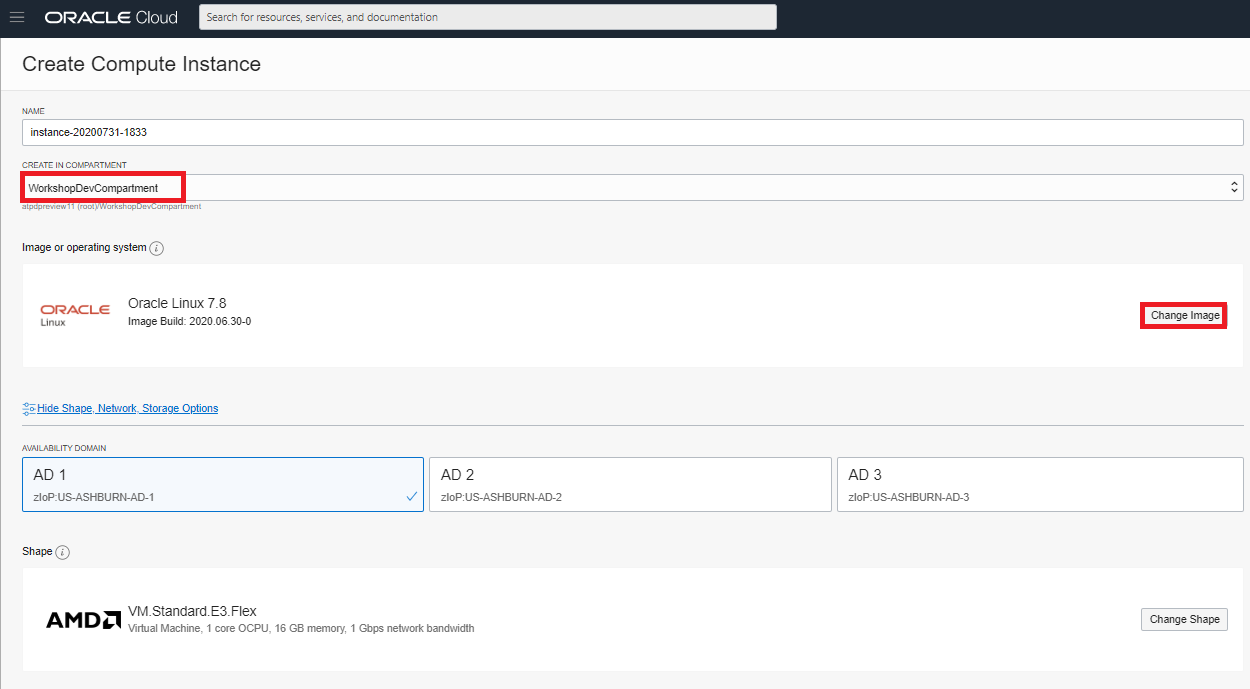 ORACLE Cloud
Search for resources, services, and documentation
Create Compute Instance
NAME
instance-20200731-1833
CREATE IN COMPARTMENT
WorkshopDevCompartment
atpdpreview11 (root)/WorkshopDevCompartment
Image or operating system i
ORACLE
Linux
Oracle Linux 7.8
Image Build: 2020.06.30-0
Change Image
Hide Shape, Network, Storage Options
AVAILABILITY DOMAIN
AD 1
zIoP:US-ASHBURN-AD-1
AD 2
zIoP:US-ASHBURN-AD-2
AD 3
zIoP:US-ASHBURN-AD-3
Shape i
AMD
VM.Standard.E3.Flex
Virtual Machine, 1 core OCPU, 16 GB memory, 1 Gbps network bandwidth
Change Shape